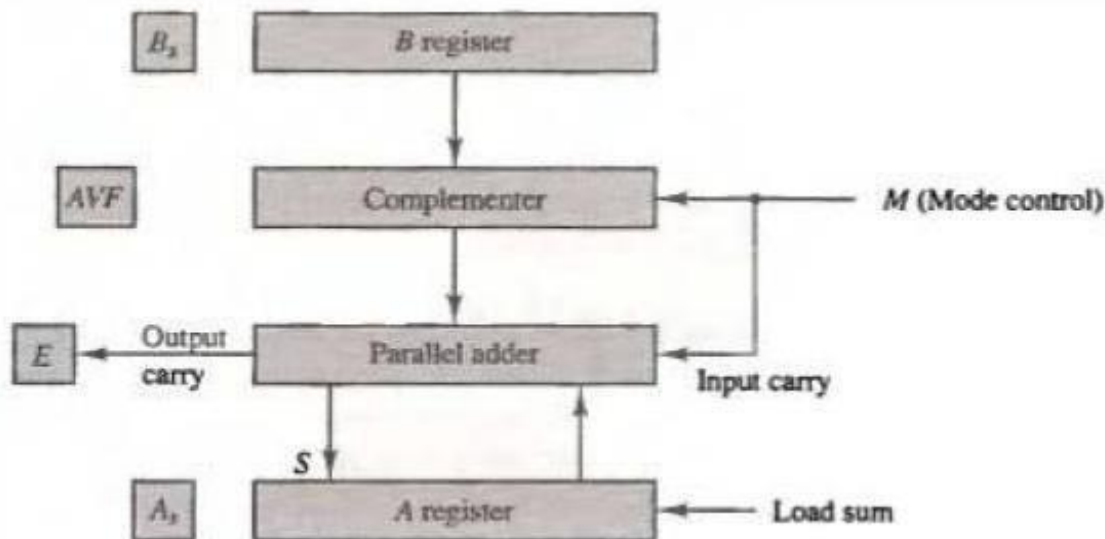 Bs
B register
AVF
Complementer
M (Mode control)
E
Output
carry
Parallel adder
Input carry
S
As
A register
Load sum